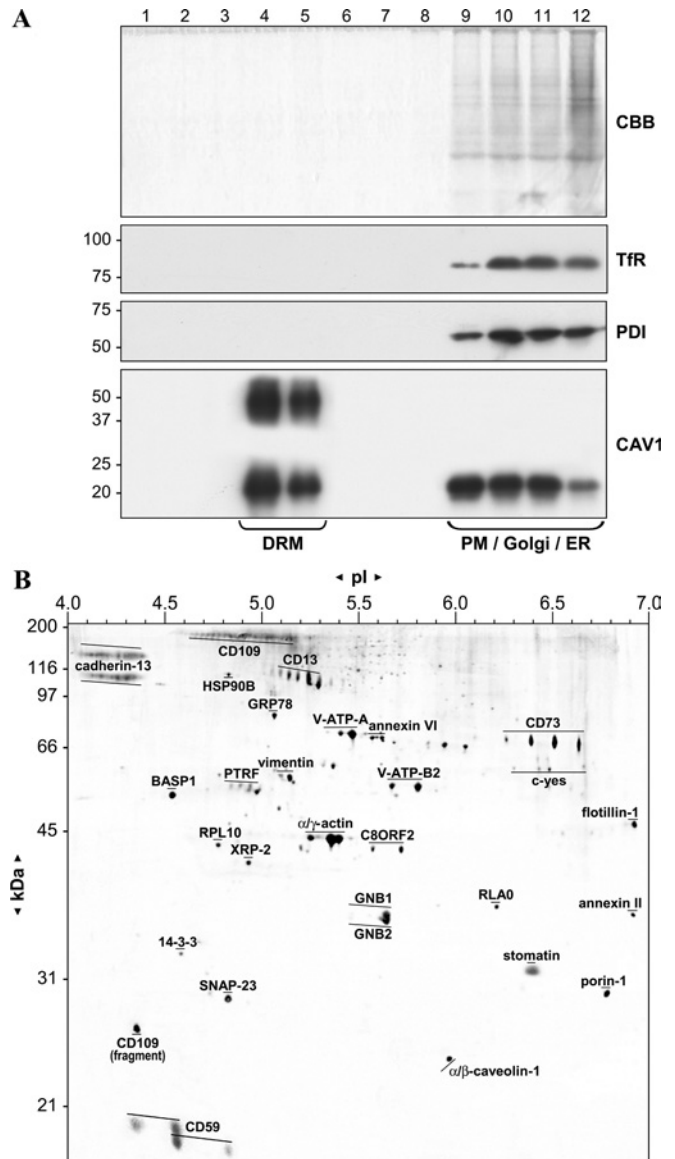 A
1 2 3 4 5 6 7 8 9 10 11 12
CBB
100
75
TfR
75
50
PDI
50
37
25
20
CAV1
DRM
PM / Golgi / ER
B
◄ pI ►
4.0 4.5 5.0 5.5 6.0 6.5 7.0
200
116
97
66
45
31
21
◄ kDa ►
cadherin-13
CD109
CD13
HSP90B
GRP78
V-ATP-A
annexin VI
CD73
BASP1
PTRF
vimentin
V-ATP-B2
c-yes
flotillin-1
RPL10
α/γ-actin
C8ORF2
XRP-2
GNB1
GNB2
RLA0
annexin II
14-3-3
stomatin
SNAP-23
porin-1
CD109
(fragment)
α/β-caveolin-1
CD59